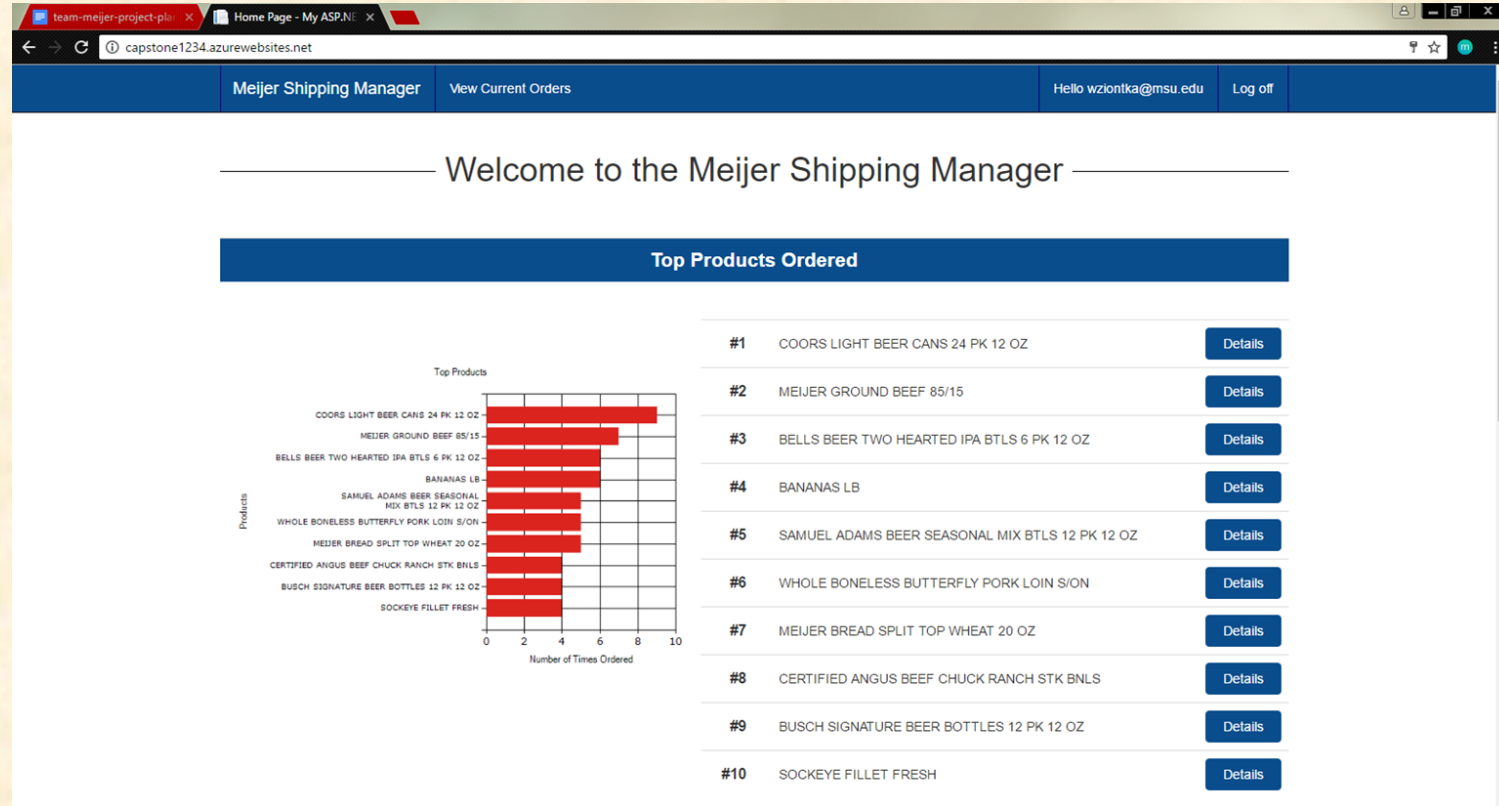 team-meijer-project-pla
Home Page - My ASP.NE
capstone1234.azurewebsites.net
m
Meijer Shipping Manager
View Current Orders
Hello wziontka@msu.edu
Log off
Welcome to the Meijer Shipping Manager
Top Products Ordered
Top Products
COORS LIGHT BEER CANS 24 PK 12 OZ
MEIJER GROUND BEEF 85/15
BELLS BEER TWO HEARTED IPA BTLS 6 PK 12 OZ
BANANAS LB
SAMUEL ADAMS BEER SEASONAL
MIX BTLS 12 PK 12 OZ
WHOLE BONELESS BUTTERFLY PORK LOIN S/ON
MEIJER BREAD SPLIT TOP WHEAT 20 OZ
CERTIFIED ANGUS BEEF CHUCK RANCH STK BNLS
BUSCH SIGNATURE BEER BOTTLES 12 PK 12 OZ
SOCKEYE FILLET FRESH
Products
0 2 4 6 8 10
Number of Times Ordered
#1 COORS LIGHT BEER CANS 24 PK 12 OZ Details
#2 MEIJER GROUND BEEF 85/15 Details
#3 BELLS BEER TWO HEARTED IPA BTLS 6 PK 12 OZ Details
#4 BANANAS LB Details
#5 SAMUEL ADAMS BEER SEASONAL MIX BTLS 12 PK 12 OZ Details
#6 WHOLE BONELESS BUTTERFLY PORK LOIN S/ON Details
#7 MEIJER BREAD SPLIT TOP WHEAT 20 OZ Details
#8 CERTIFIED ANGUS BEEF CHUCK RANCH STK BNLS Details
#9 BUSCH SIGNATURE BEER BOTTLES 12 PK 12 OZ Details
#10 SOCKEYE FILLET FRESH Details